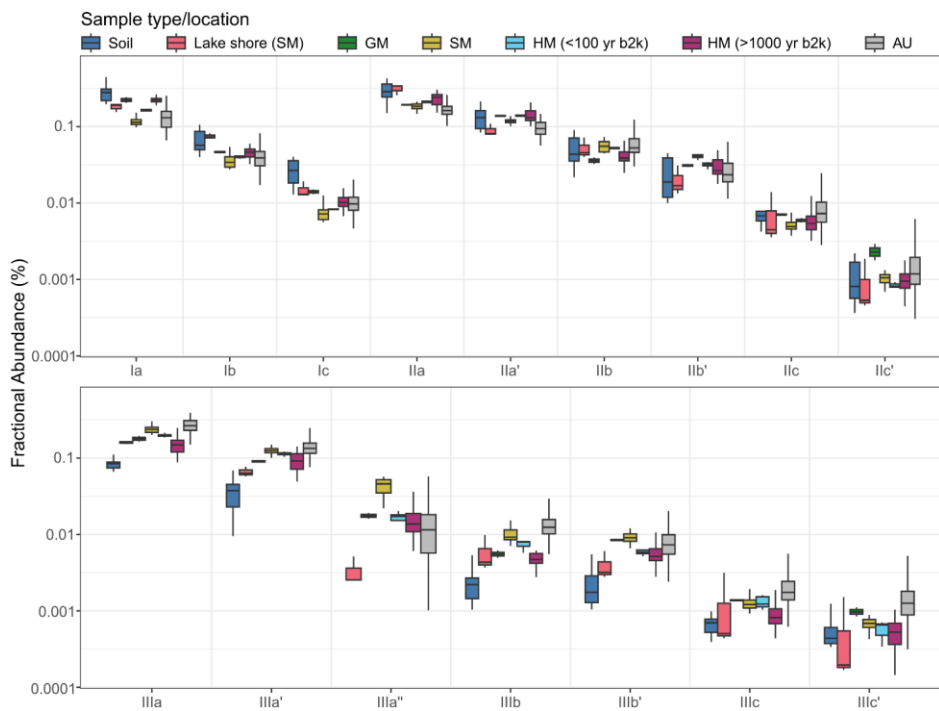 Sample type/location
Soil Lake shore (SM) GM SM HM (<100 yr b2k) HM (>1000 yr b2k) AU
Fractional Abundance (%)
0.1
0.01
0.001
0.0001
Ia Ib Ic IIa IIa' IIb IIb' IIc IIc'
0.1
0.01
0.001
0.0001
IIIa IIIa' IIIa" IIIb IIIb' IIIc IIIc'